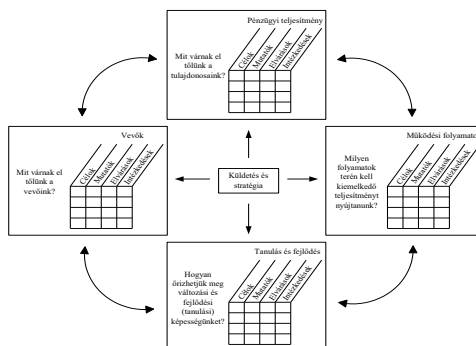 Pénzügyi teljesítmény
Mit várnak el
tőlünk a
tulajdonosaink?
Célok
Mutatók
Elvárások
Intézkedések
Vevők
Mit várnak el
tőlünk a
vevőink?
Célok
Mutatók
Elvárások
Intézkedések
Küldetés és
stratégia
Működési folyamatok
Milyen
folyamatok
terén kell
kiemelkedő
teljesítményt
nyújtanunk?
Célok
Mutatók
Elvárások
Intézkedések
Tanulás és fejlődés
Hogyan
őrizhetjük meg
változási és
fejlődési
(tanulási)
képességünket?
Célok
Mutatók
Elvárások
Intézkedések